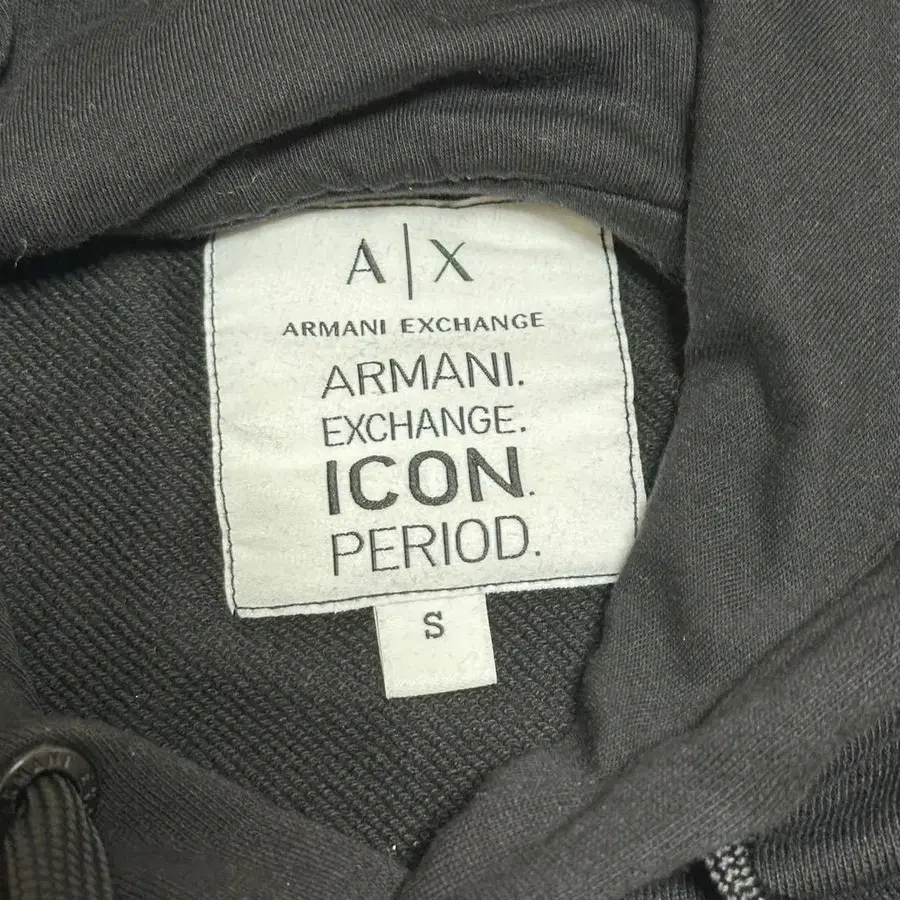 A|X
ARMANI EXCHANGE
ARMANI.
EXCHANGE.
ICON.
PERIOD.
S